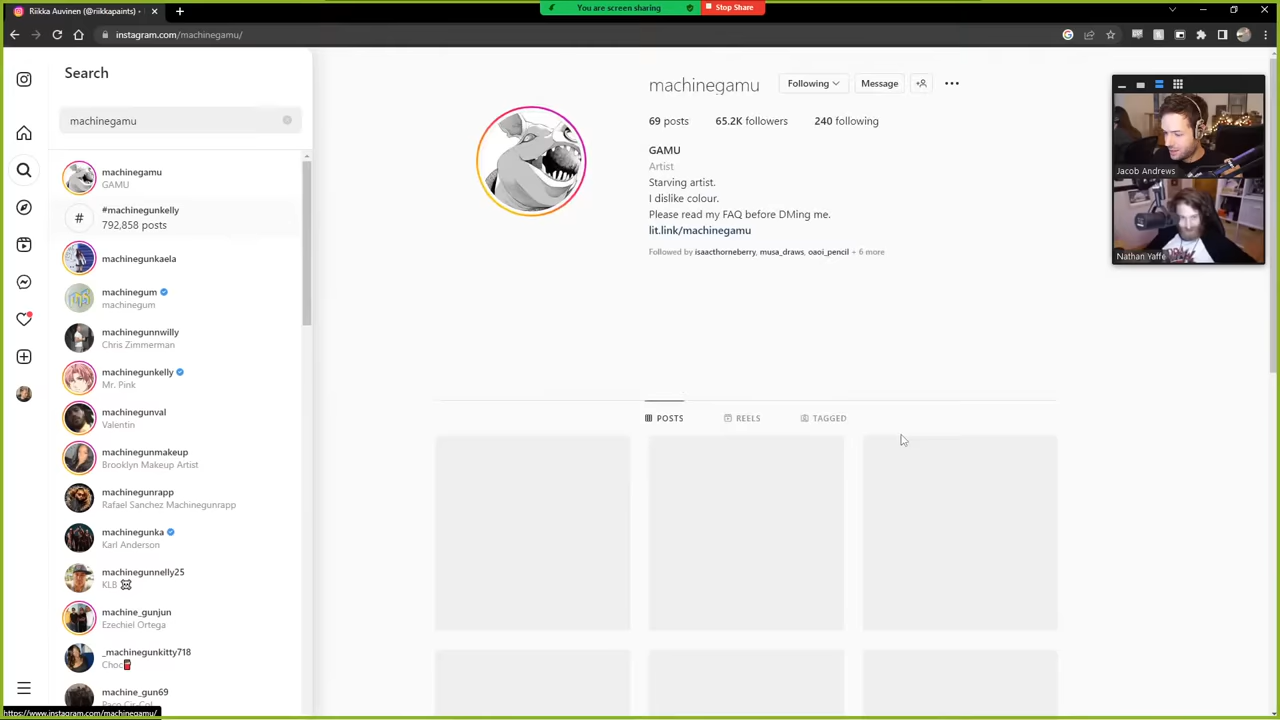 Riikka Auvinen (@riikkapaints) •
You are screen sharing
Stop Share
instagram.com/machinegamu/
Search
machinegamu
machinegamu
GAMU
#machinegunkelly
792,858 posts
machinegunkaela
machinegum
machinegum
machinegunnwilly
Chris Zimmerman
machinegunkelly
Mr. Pink
machinegunval
Valentin
machinegunmakeup
Brooklyn Makeup Artist
machinegunrapp
Rafael Sanchez Machinegunrapp
machinegunka
Karl Anderson
machinegunnelly25
KLB
machine_gunjun
Ezechiel Ortega
_machinegunkitty718
Choc
machine_gun69
Paco Cir-Col
https://www.instagram.com/machinegamu/
machinegamu
Following
Message
69 posts
65.2K followers
240 following
GAMU
Artist
Starving artist.
I dislike colour.
Please read my FAQ before DMing me.
lit.link/machinegamu
Followed by isaacthorneberry, musa_draws, oaoi_pencil + 6 more
POSTS
REELS
TAGGED
Jacob Andrews
Nathan Yaffe